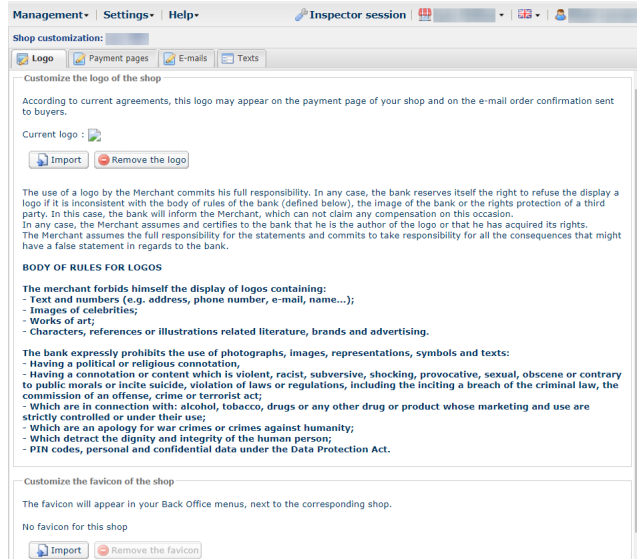 Management Settings Help Inspector session
Shop customization:
Logo Payment pages E-mails Texts
Customize the logo of the shop
According to current agreements, this logo may appear on the payment page of your shop and on the e-mail order confirmation sent
to buyers.
Current logo :
Import Remove the logo
The use of a logo by the Merchant commits his full responsibility. In any case, the bank reserves itself the right to refuse the display a
logo if it is inconsistent with the body of rules of the bank (defined below), the image of the bank or the rights protection of a third
party. In this case, the bank will inform the Merchant, which can not claim any compensation on this occasion.
In any case, the Merchant assumes and certifies to the bank that he is the author of the logo or that he has acquired its rights.
The Merchant assumes the full responsibility for the statements and commits to take responsibility for all the consequences that might
have a false statement in regards to the bank.
BODY OF RULES FOR LOGOS
The merchant forbids himself the display of logos containing:
- Text and numbers (e.g. address, phone number, e-mail, name...);
- Images of celebrities;
- Works of art;
- Characters, references or illustrations related literature, brands and advertising.
The bank expressly prohibits the use of photographs, images, representations, symbols and texts:
- Having a political or religious connotation,
- Having a connotation or content which is violent, racist, subversive, shocking, provocative, sexual, obscene or contrary
to public morals or incite suicide, violation of laws or regulations, including the inciting a breach of the criminal law, the
commission of an offense, crime or terrorist act;
- Which are in connection with: alcohol, tobacco, drugs or any other drug or product whose marketing and use are
strictly controlled or under their use;
- Which are an apology for war crimes or crimes against humanity;
- Which detract the dignity and integrity of the human person;
- PIN codes, personal and confidential data under the Data Protection Act.
Customize the favicon of the shop
The favicon will appear in your Back Office menus, next to the corresponding shop.
No favicon for this shop
Import Remove the favicon